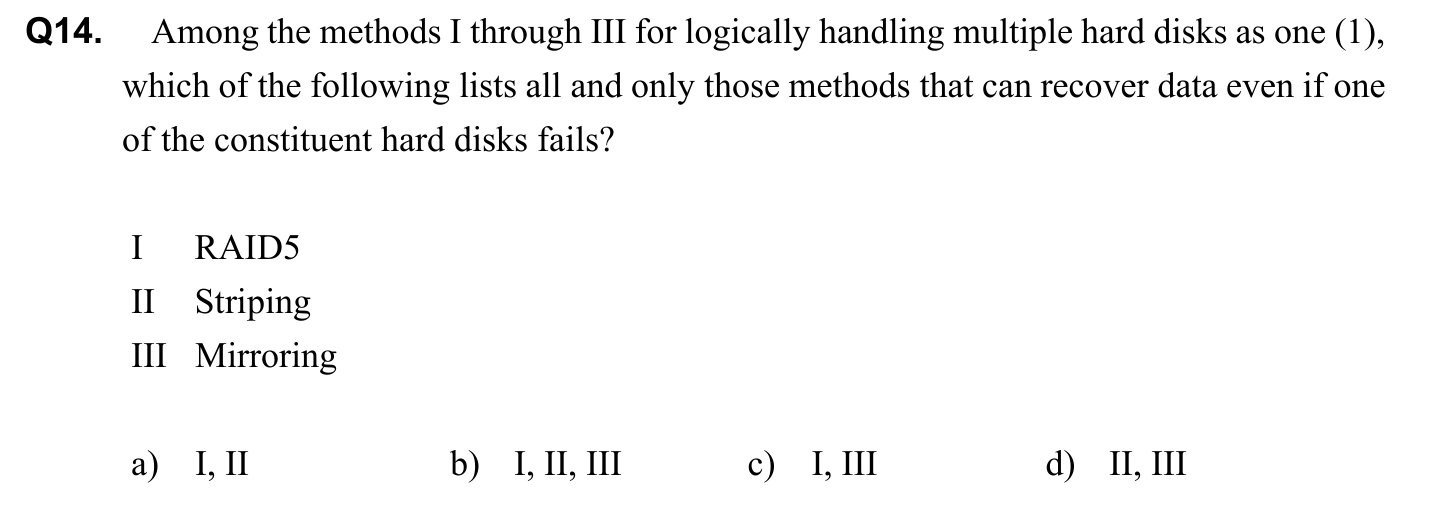 Q14. Among the methods I through III for logically handling multiple hard disks as one (1),
which of the following lists all and only those methods that can recover data even if one
of the constituent hard disks fails?
I RAID5
II Striping
III Mirroring
a) I, II b) I, II, III c) I, III d) II, III